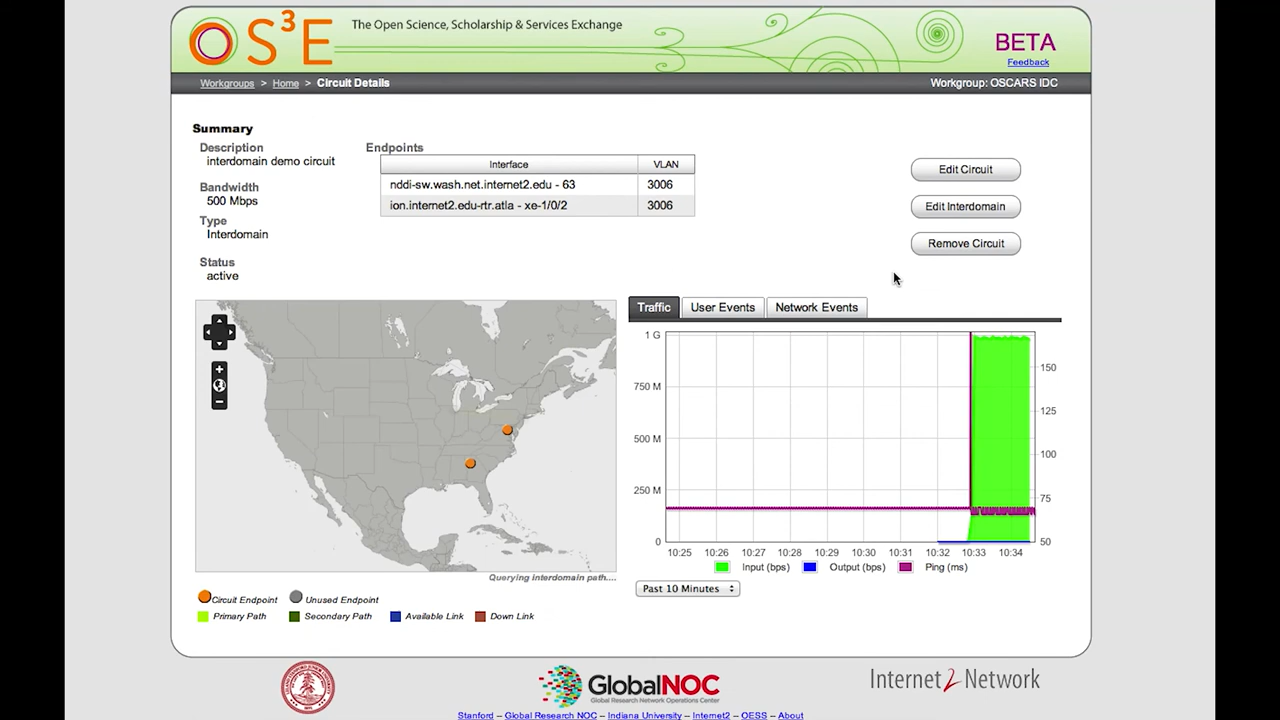 OS³E
The Open Science, Scholarship & Services Exchange
BETA
Feedback
Workgroups > Home > Circuit Details
Workgroup: OSCARS IDC
Summary
Description
interdomain demo circuit
Bandwidth
500 Mbps
Type
Interdomain
Status
active
Endpoints
Interface VLAN
nddi-sw.wash.net.internet2.edu - 63 3006
ion.internet2.edu-rtr.atla - xe-1/0/2 3006
Edit Circuit
Edit Interdomain
Remove Circuit
Querying interdomain path....
Circuit Endpoint Unused Endpoint
Primary Path Secondary Path Available Link Down Link
Traffic User Events Network Events
1 G
750 M
500 M
250 M
0
150
125
100
75
50
10:25 10:26 10:27 10:28 10:29 10:30 10:31 10:32 10:33 10:34
Input (bps) Output (bps) Ping (ms)
Past 10 Minutes
GlobalNOC
Global Research Network Operations Center
Internet2 Network
Stanford -- Global Research NOC -- Indiana University -- Internet2 -- OESS -- About